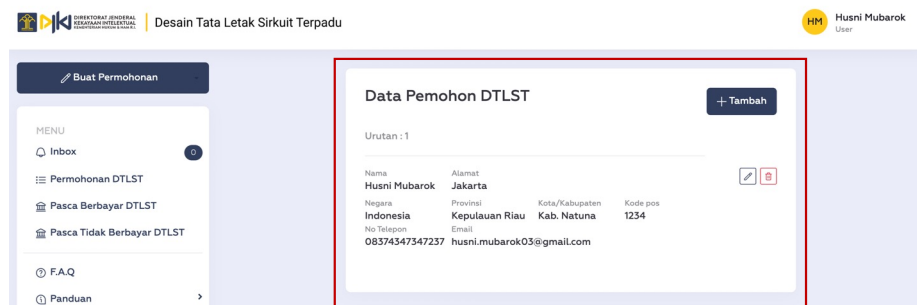 DIREKTORAT JENDERAL
KEKAYAAN INTELEKTUAL
KEMENTERIAN HUKUM & HAM R.I.
Desain Tata Letak Sirkuit Terpadu
HM
Husni Mubarok
User
Buat Permohonan
Data Pemohon DTLST
+ Tambah
MENU
Inbox 0
Permohonan DTLST
Pasca Berbayar DTLST
Pasca Tidak Berbayar DTLST
F.A.Q
Panduan
Urutan : 1
Nama Alamat
Husni Mubarok Jakarta
Negara Provinsi Kota/Kabupaten Kode pos
Indonesia Kepulauan Riau Kab. Natuna 1234
No Telepon Email
08374347347237 husni.mubarok03@gmail.com